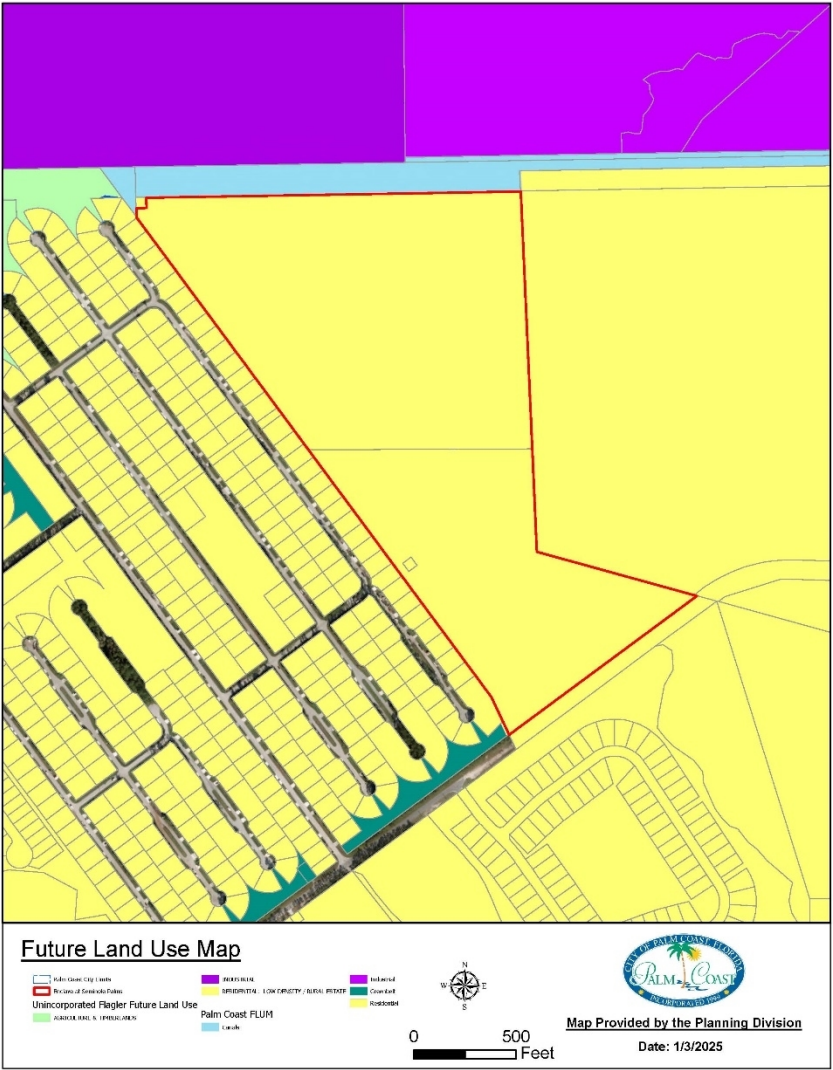 Future Land Use Map
Palm Coast City Limits
Enclave at Seminole Palms
Unincorporated Flagler Future Land Use
AGRICULTURE & TIMBERLANDS
INDUSTRIAL
RESIDENTIAL: LOW DENSITY / RURAL ESTATE
Palm Coast FLUM
Canals
Industrial
Greenbelt
Residential
N
W E
S
0 500
Feet
CITY OF PALM COAST, FLORIDA
PALM COAST
INCORPORATED 1999
Map Provided by the Planning Division
Date: 1/3/2025